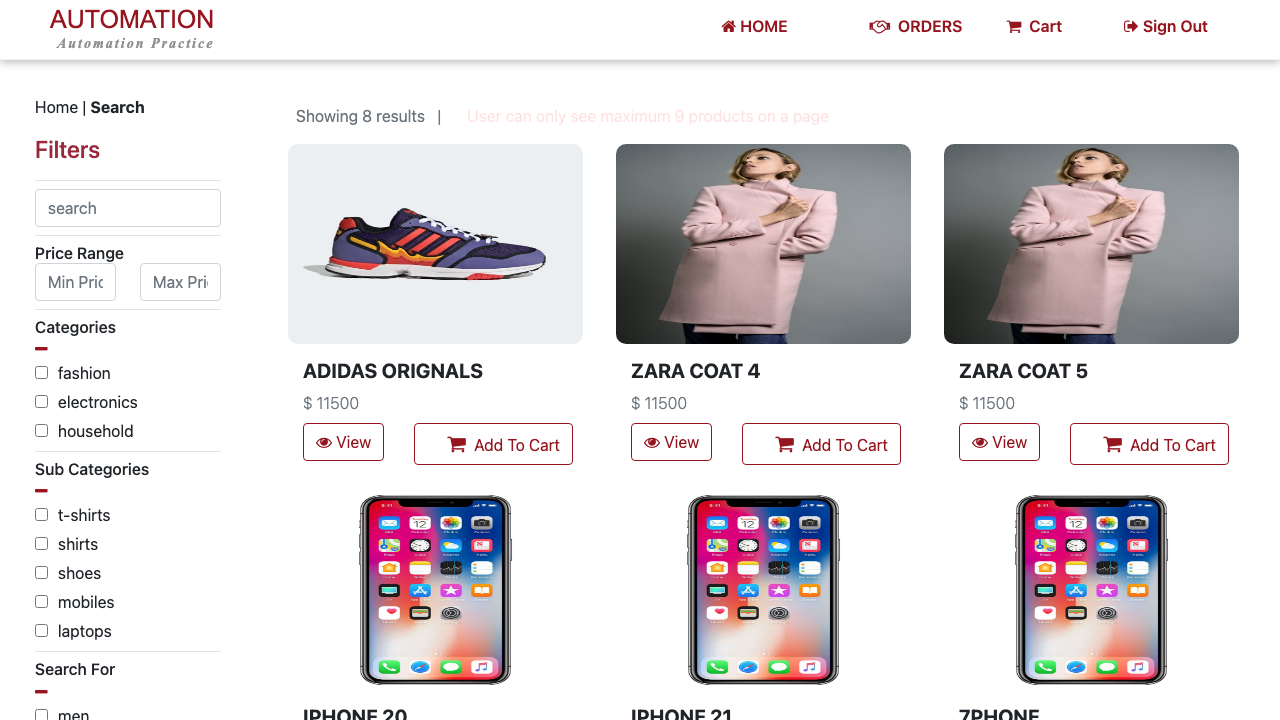 AUTOMATION
Automation Practice
HOME
ORDERS
Cart
Sign Out
Home | Search
Filters
search
Price Range
Min Pric
Max Pri
Categories
fashion
electronics
household
Sub Categories
t-shirts
shirts
shoes
mobiles
laptops
Search For
men
Showing 8 results |
User can only see maximum 9 products on a page
ADIDAS ORIGNALS
$ 11500
View
Add To Cart
ZARA COAT 4
$ 11500
View
Add To Cart
ZARA COAT 5
$ 11500
View
Add To Cart
IPHONE 20
IPHONE 21
7PHONE